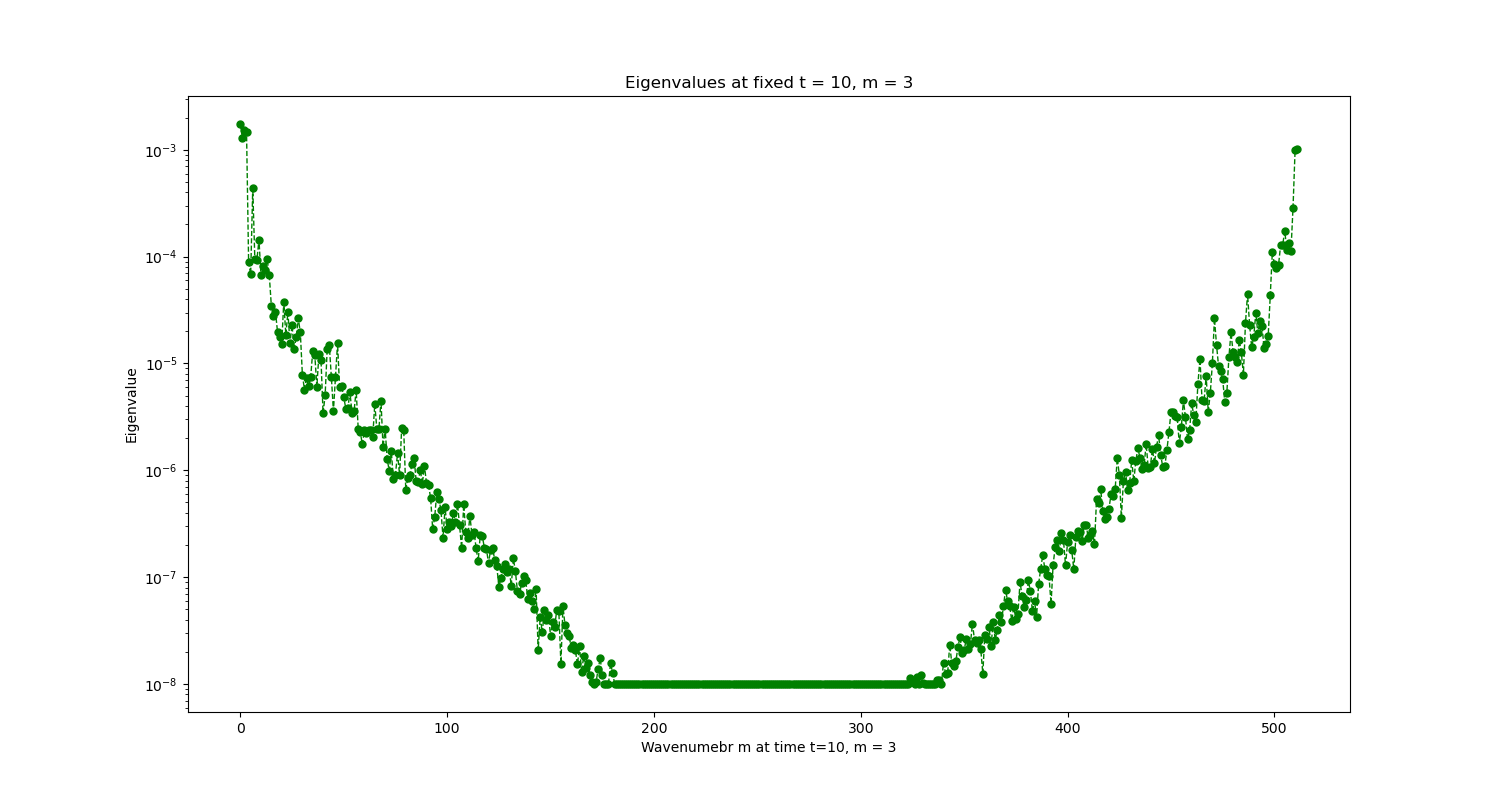 Eigenvalues at fixed t = 10, m = 3
Eigenvalue
10⁻³
10⁻⁴
10⁻⁵
10⁻⁶
10⁻⁷
10⁻⁸
0 100 200 300 400 500
Wavenumebr m at time t=10, m = 3